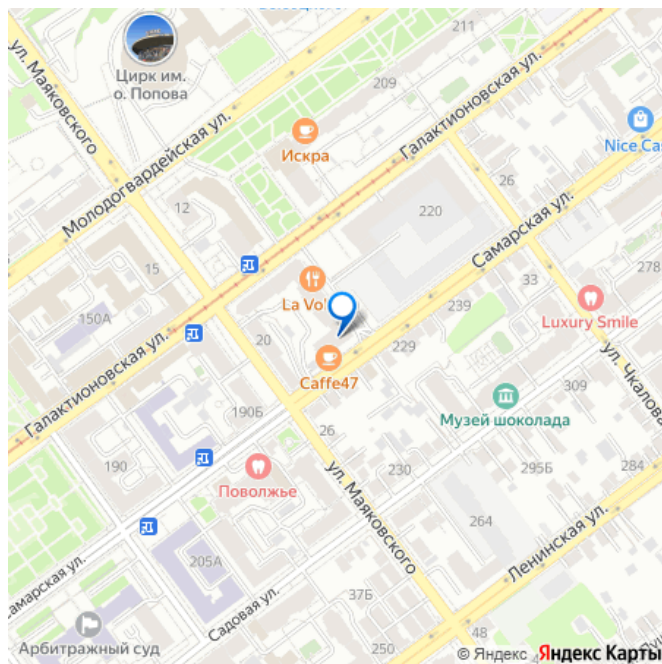 ул. Маяковского
Цирк им.
о. Попова
211
209
Галактионовская ул.
Искра
Nice.Cas
Молодогвардейская ул.
12
220
26
Самарская ул.
15
278
33
La Vol
150А
239
Luxury Smile
20
229
Caffe47
ул. Чкалова
309
Галактионовская ул.
190Б
Музей шоколада
26
190
230
295Б
284
Поволжье
ул. Маяковского
264
Ленинская ул.
205А
Самарская ул.
37Б
Садовая ул.
48
Арбитражный суд
250
© Яндекс Яндекс Карты